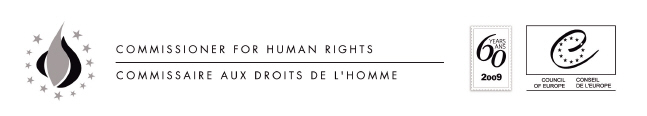 COMMISSIONER FOR HUMAN RIGHTS
COMMISSAIRE AUX DROITS DE L'HOMME
60 YEARS
ANS
2009
COUNCIL
OF EUROPE
CONSEIL
DE L'EUROPE